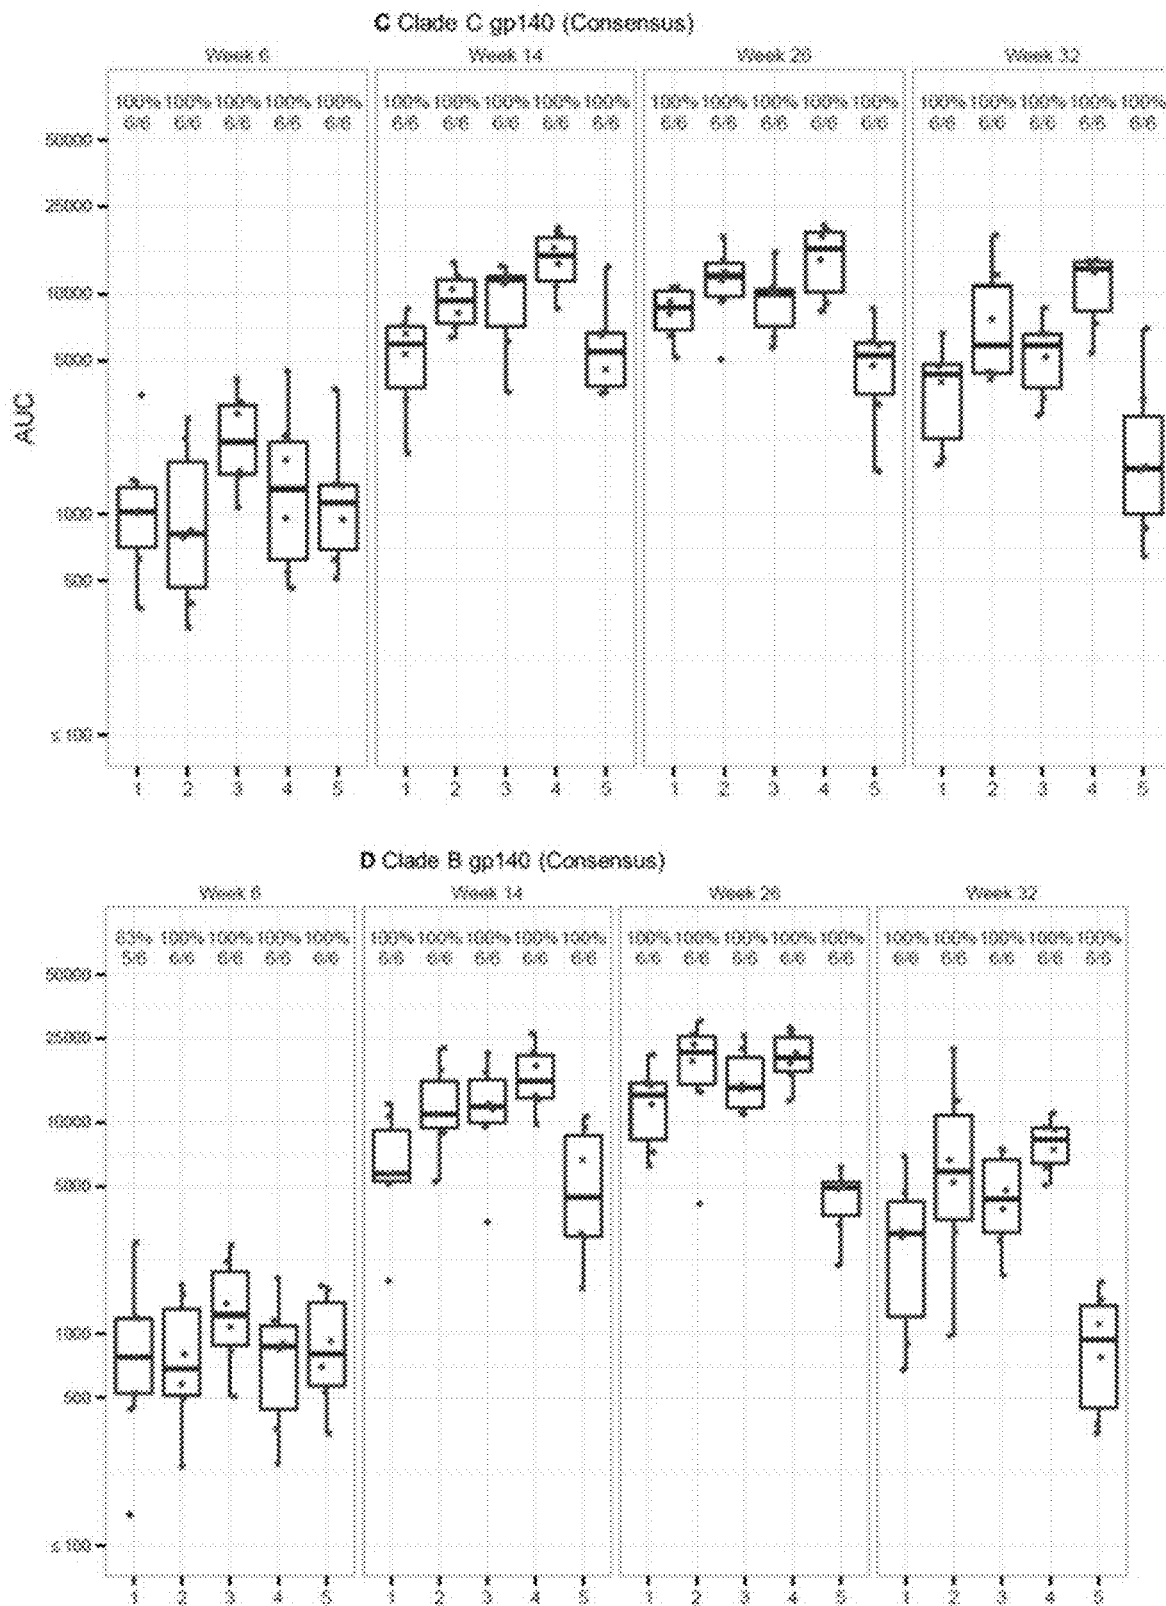 C Clade C gp140 (Consensus)
Week 6 Week 14 Week 26 Week 32
100% 100% 100% 100% 100% 100% 100% 100% 100% 100% 100% 100% 100% 100% 100% 100% 100% 100% 100% 100%
6/6 6/6 6/6 6/6 6/6 6/6 6/6 6/6 6/6 6/6 6/6 6/6 6/6 6/6 6/6 6/6 6/6 6/6 6/6 6/6
50000
25000
10000
5000
AUC
1000
500
≤ 100
1 2 3 4 5 1 2 3 4 5 1 2 3 4 5 1 2 3 4 5
D Clade B gp140 (Consensus)
Week 6 Week 14 Week 26 Week 32
83% 100% 100% 100% 100% 100% 100% 100% 100% 100% 100% 100% 100% 100% 100% 100% 100% 100% 100% 100%
5/6 6/6 6/6 6/6 6/6 6/6 6/6 6/6 6/6 6/6 6/6 6/6 6/6 6/6 6/6 6/6 6/6 6/6 6/6 6/6
50000
25000
10000
5000
1000
500
≤ 100
1 2 3 4 5 1 2 3 4 5 1 2 3 4 5 1 2 3 4 5